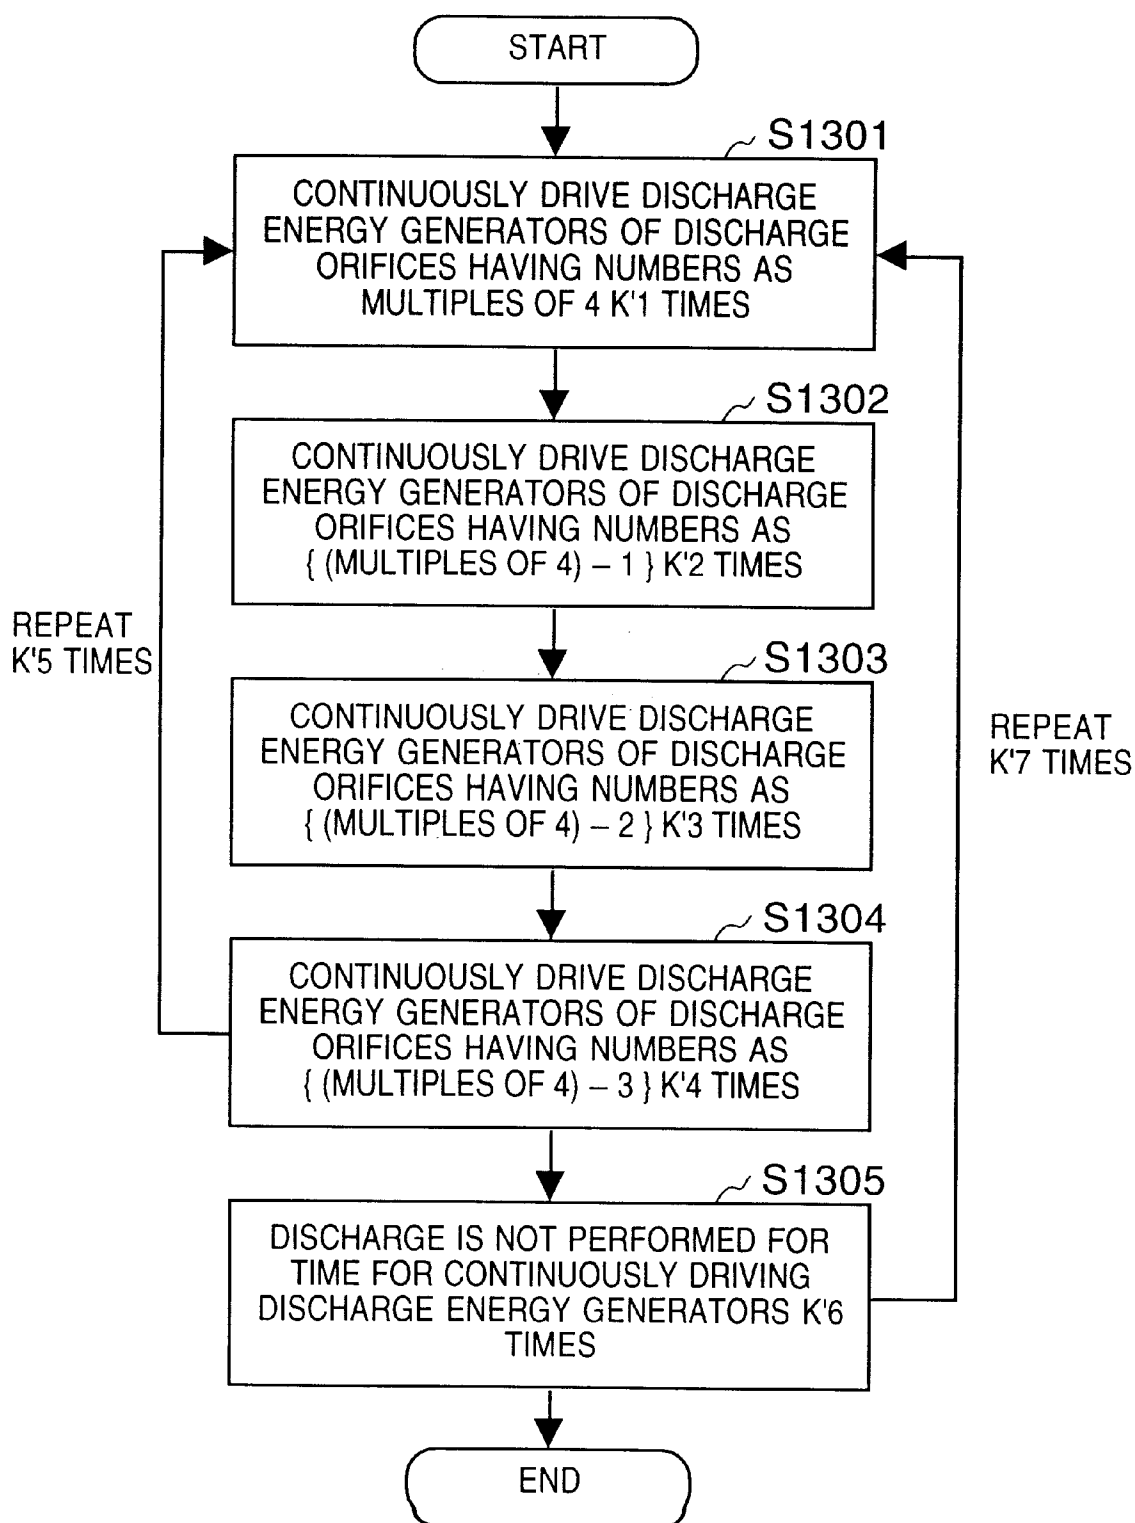 START
S1301
CONTINUOUSLY DRIVE DISCHARGE
ENERGY GENERATORS OF DISCHARGE
ORIFICES HAVING NUMBERS AS
MULTIPLES OF 4 K'1 TIMES
S1302
CONTINUOUSLY DRIVE DISCHARGE
ENERGY GENERATORS OF DISCHARGE
ORIFICES HAVING NUMBERS AS
{ (MULTIPLES OF 4) – 1 } K'2 TIMES
REPEAT
K'5 TIMES
S1303
CONTINUOUSLY DRIVE DISCHARGE
ENERGY GENERATORS OF DISCHARGE
ORIFICES HAVING NUMBERS AS
{ (MULTIPLES OF 4) – 2 } K'3 TIMES
REPEAT
K'7 TIMES
S1304
CONTINUOUSLY DRIVE DISCHARGE
ENERGY GENERATORS OF DISCHARGE
ORIFICES HAVING NUMBERS AS
{ (MULTIPLES OF 4) – 3 } K'4 TIMES
S1305
DISCHARGE IS NOT PERFORMED FOR
TIME FOR CONTINUOUSLY DRIVING
DISCHARGE ENERGY GENERATORS K'6
TIMES
END